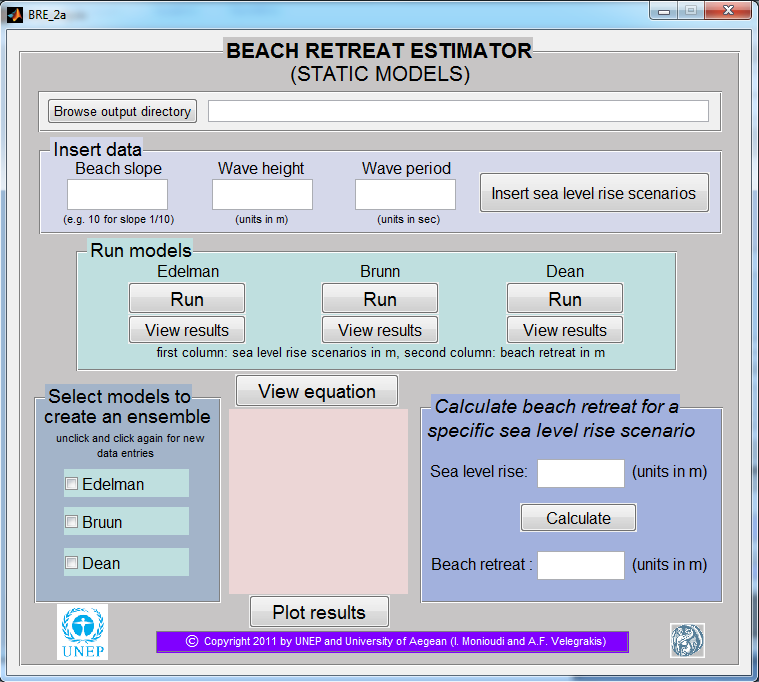 BRE_2a
BEACH RETREAT ESTIMATOR
(STATIC MODELS)
Browse output directory
Insert data
Beach slope
Wave height
Wave period
(e.g. 10 for slope 1/10)
(units in m)
(units in sec)
Insert sea level rise scenarios
Run models
Edelman
Brunn
Dean
Run
Run
Run
View results
View results
View results
first column: sea level rise scenarios in m, second column: beach retreat in m
Select models to
create an ensemble
unclick and click again for new
data entries
Edelman
Bruun
Dean
View equation
Plot results
Calculate beach retreat for a
specific sea level rise scenario
Sea level rise:
(units in m)
Calculate
Beach retreat :
(units in m)
UNEP
© Copyright 2011 by UNEP and University of Aegean (I. Monioudi and A.F. Velegrakis)